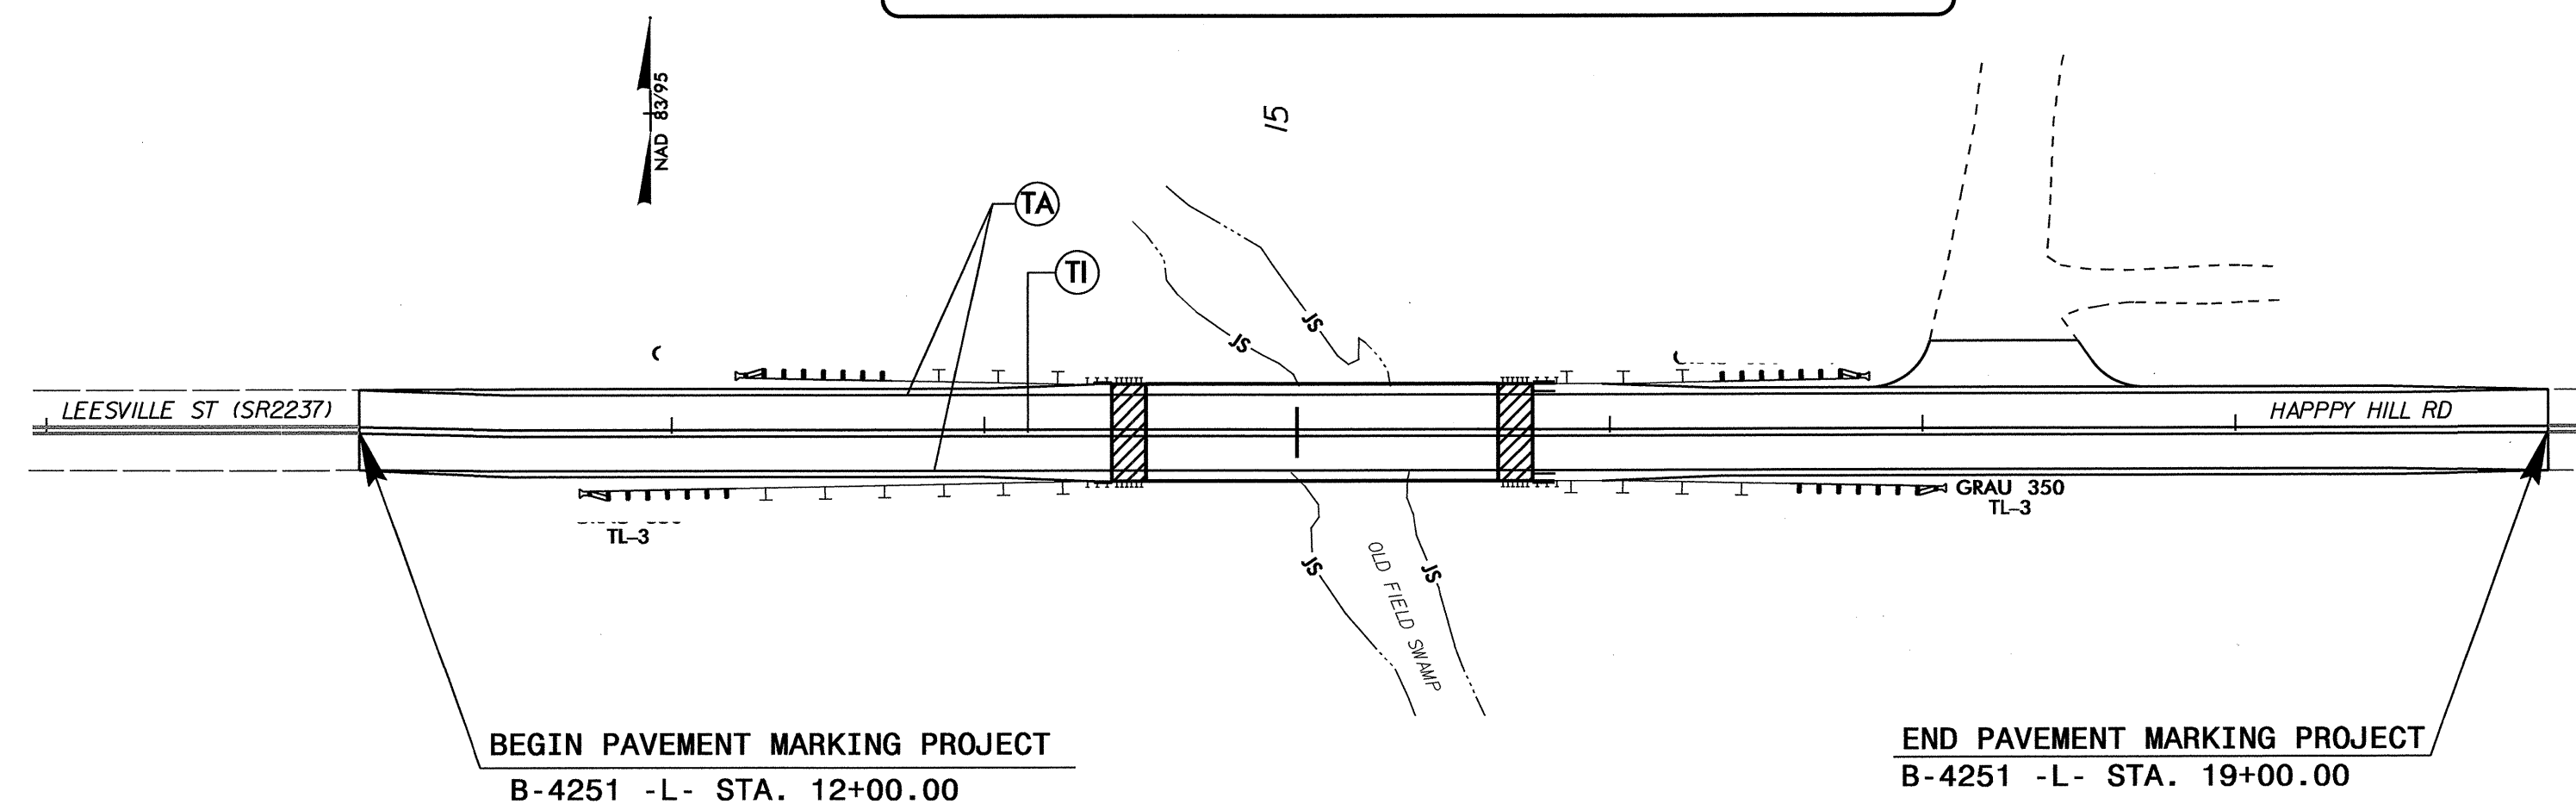 NAD 83/95
15
TA
TI
JS
JS
LEESVILLE ST (SR2237)
HAPPPY HILL RD
GRAU 350
TL-3
TL-3
JS
JS
OLD FIELD SWAMP
BEGIN PAVEMENT MARKING PROJECT
B-4251 -L- STA. 12+00.00
END PAVEMENT MARKING PROJECT
B-4251 -L- STA. 19+00.00